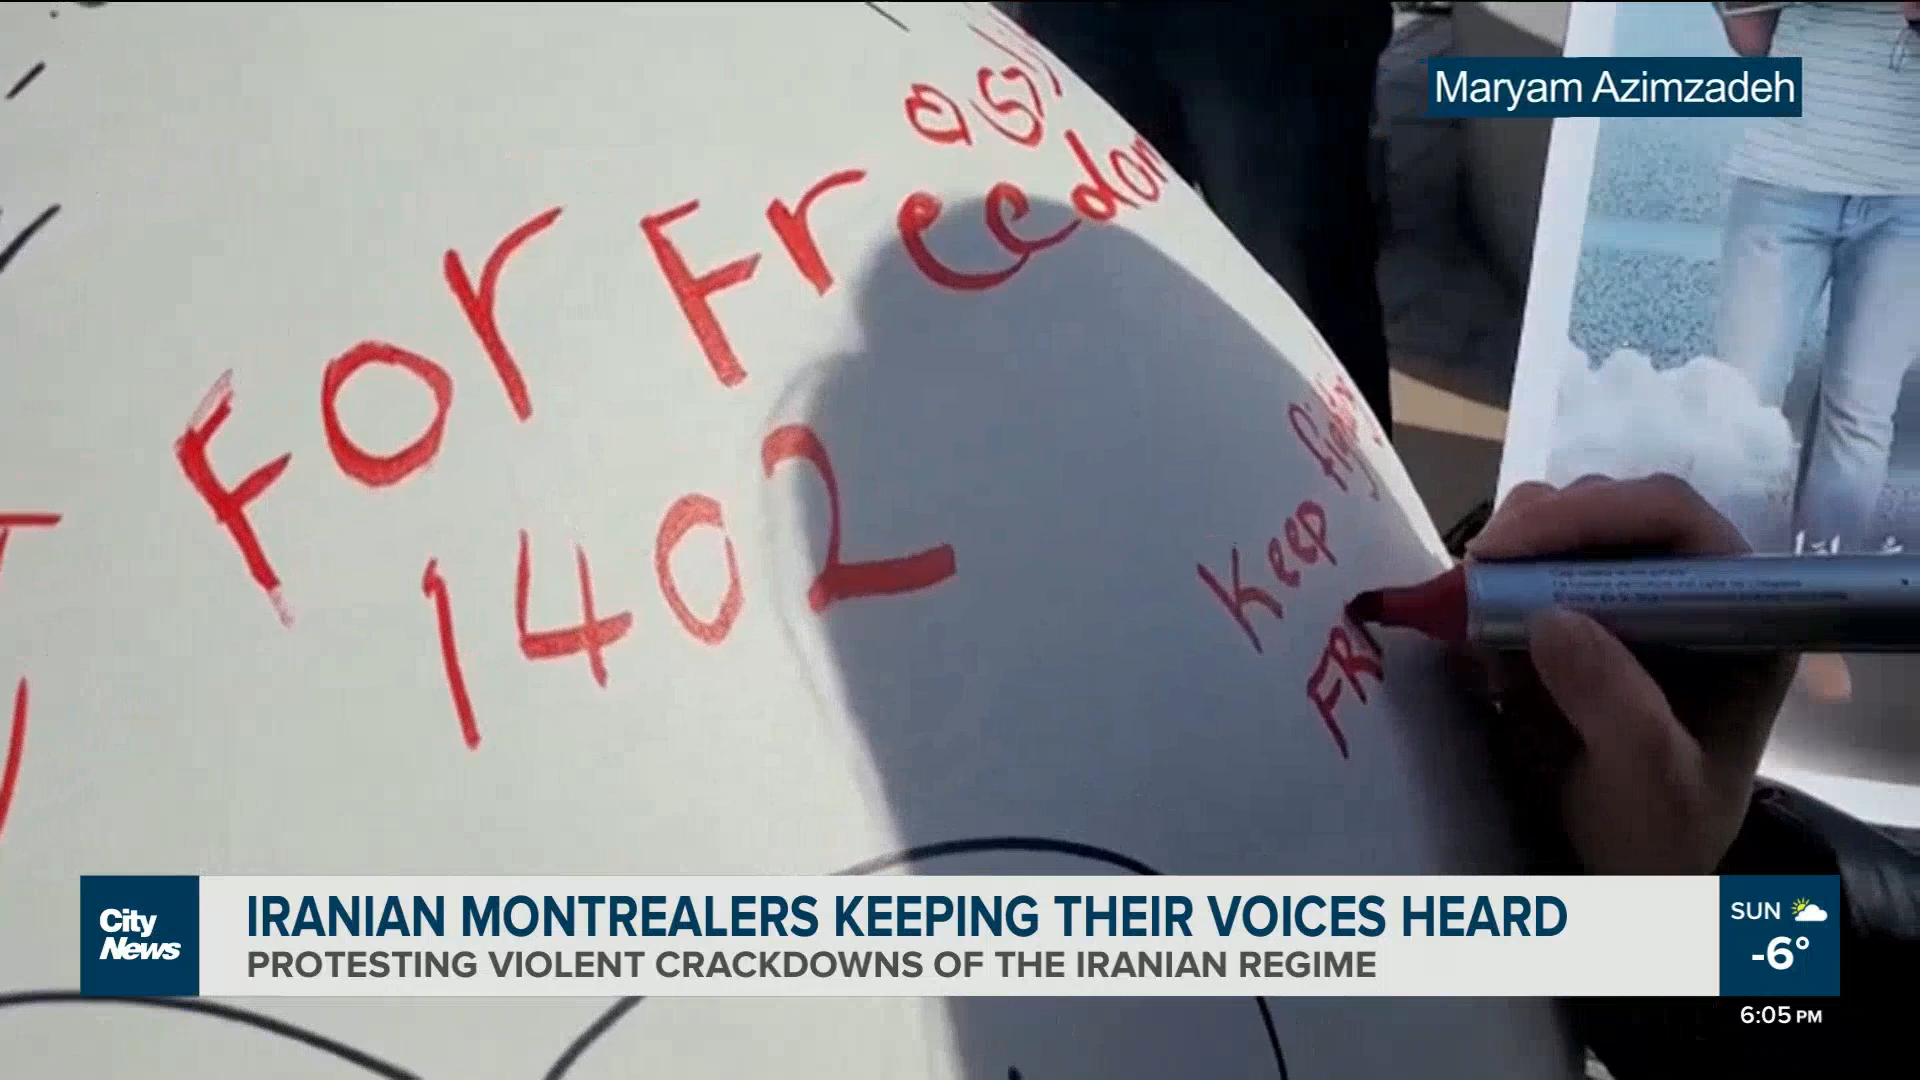 Maryam Azimzadeh
For Freedom
1402
Keep
IRANIAN MONTREALERS KEEPING THEIR VOICES HEARD
PROTESTING VIOLENT CRACKDOWNS OF THE IRANIAN REGIME
City
News
SUN
-6°
6:05 PM